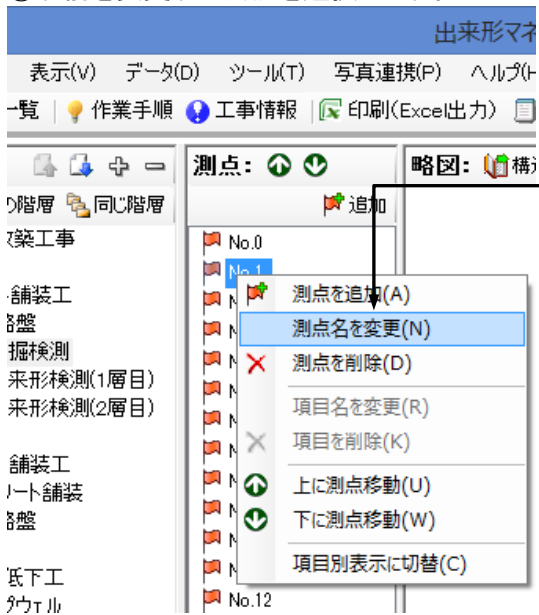 出来形マネ
表示(V) データ(D) ツール(T) 写真連携(P) ヘルプ(H
一覧 作業手順 工事情報 印刷(Excel出力)
測点:
略図: 構造
の階層 同じ階層
追加
改築工事
No.0
No.1
舗装工
路盤
掘検測
来形検測(1層目)
来形検測(2層目)
舗装工
リート舗装
路盤
低下工
プウェル
測点を追加(A)
測点名を変更(N)
測点を削除(D)
項目名を変更(R)
項目を削除(K)
上に測点移動(U)
下に測点移動(W)
項目別表示に切替(C)
No.12